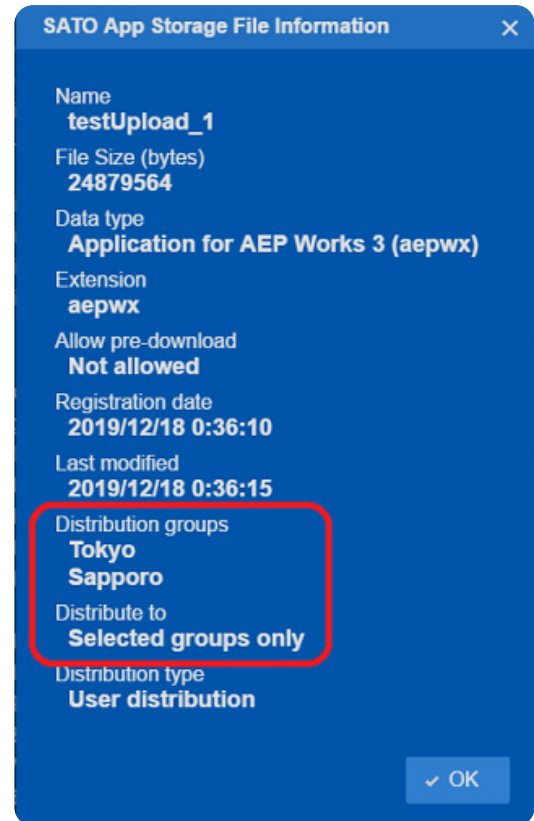 SATO App Storage File Information
Name
testUpload_1
File Size (bytes)
24879564
Data type
Application for AEP Works 3 (aepwx)
Extension
aepwx
Allow pre-download
Not allowed
Registration date
2019/12/18 0:36:10
Last modified
2019/12/18 0:36:15
Distribution groups
Tokyo
Sapporo
Distribute to
Selected groups only
Distribution type
User distribution
OK